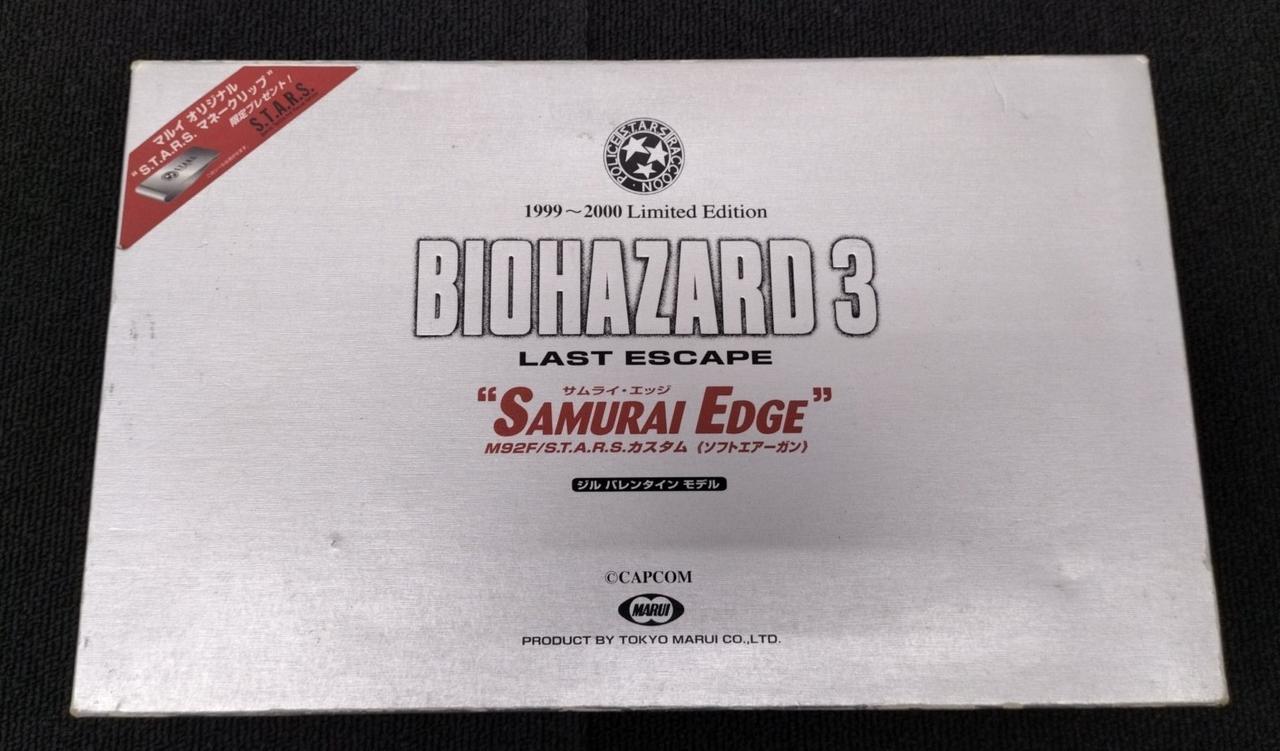 マルイ オリジナル
"S.T.A.R.S. マネークリップ"
限定プレゼント!
S.T.A.R.S.
S.T.A.R.S.
POLICE S.T.A.R.S. RACCOON
1999～2000 Limited Edition
BIOHAZARD 3
LAST ESCAPE
サムライ・エッジ
“SAMURAI EDGE”
M92F/S.T.A.R.S.カスタム (ソフトエアーガン)
ジル バレンタイン モデル
©CAPCOM
MARUI
PRODUCT BY TOKYO MARUI CO.,LTD.